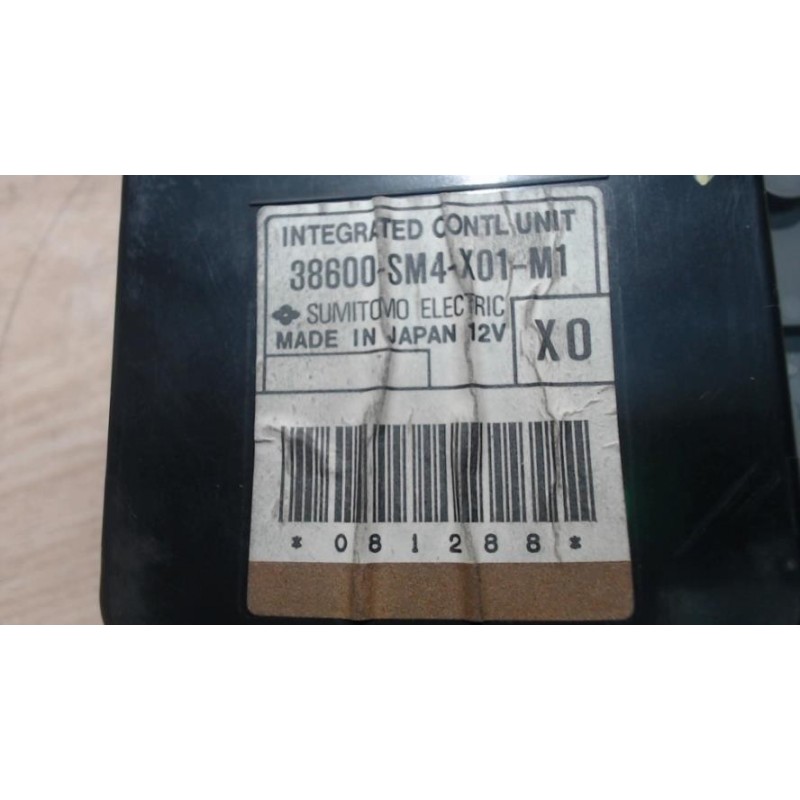 INTEGRATED CONTL UNIT
38600-SM4-X01-M1
SUMITOMO ELECTRIC
MADE IN JAPAN 12V
X0
*081288*